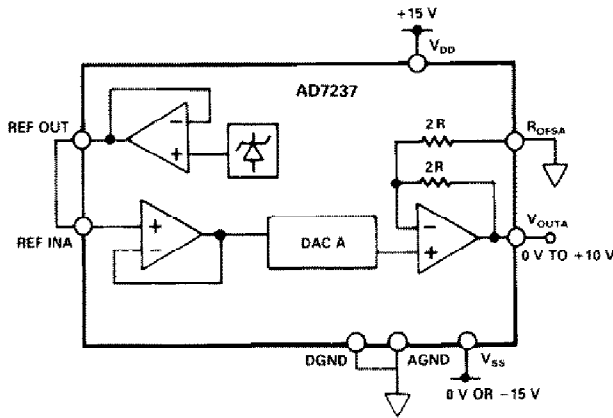 +15 V
VDD
AD7237
2R
ROFSA
REF OUT
−
+
2R
VOUTA
REF INA
+
−
DAC A
−
+
0 V TO +10 V
DGND
AGND
VSS
0 V OR −15 V